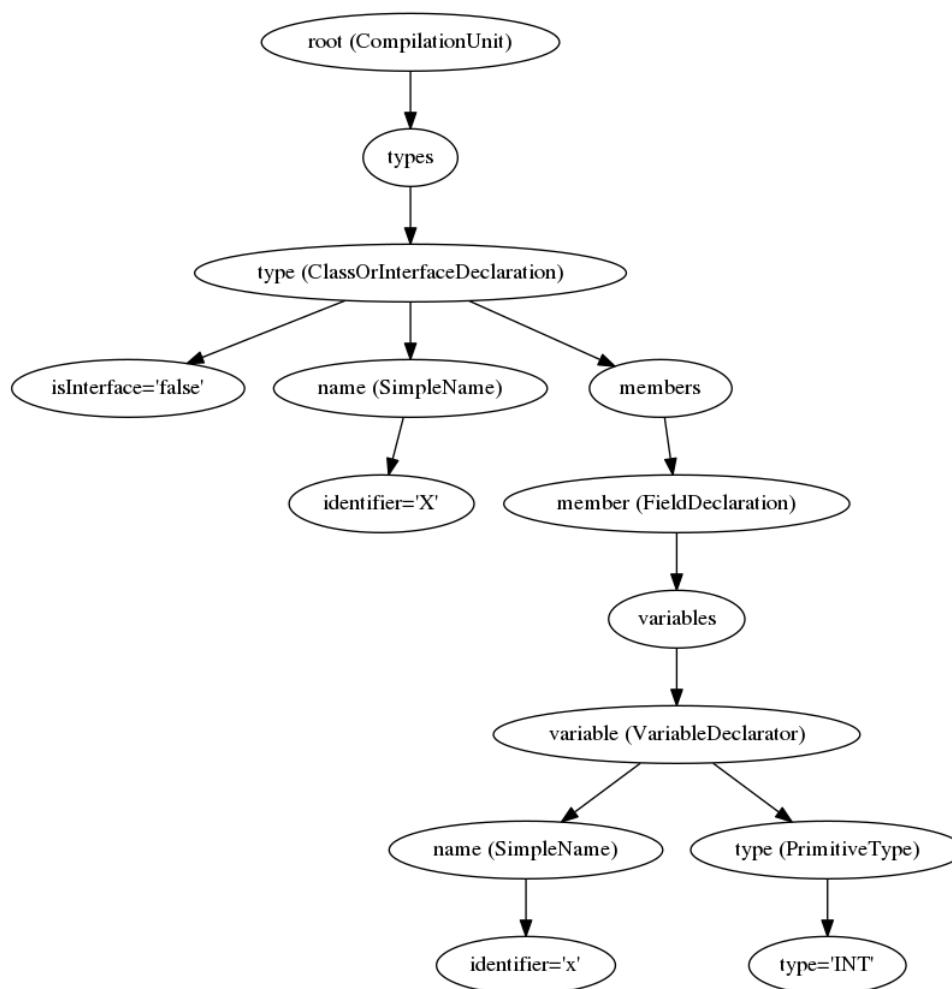 root (CompilationUnit)
types
type (ClassOrInterfaceDeclaration)
isInterface='false'
name (SimpleName)
members
identifier='X'
member (FieldDeclaration)
variables
variable (VariableDeclarator)
name (SimpleName)
type (PrimitiveType)
identifier='x'
type='INT'